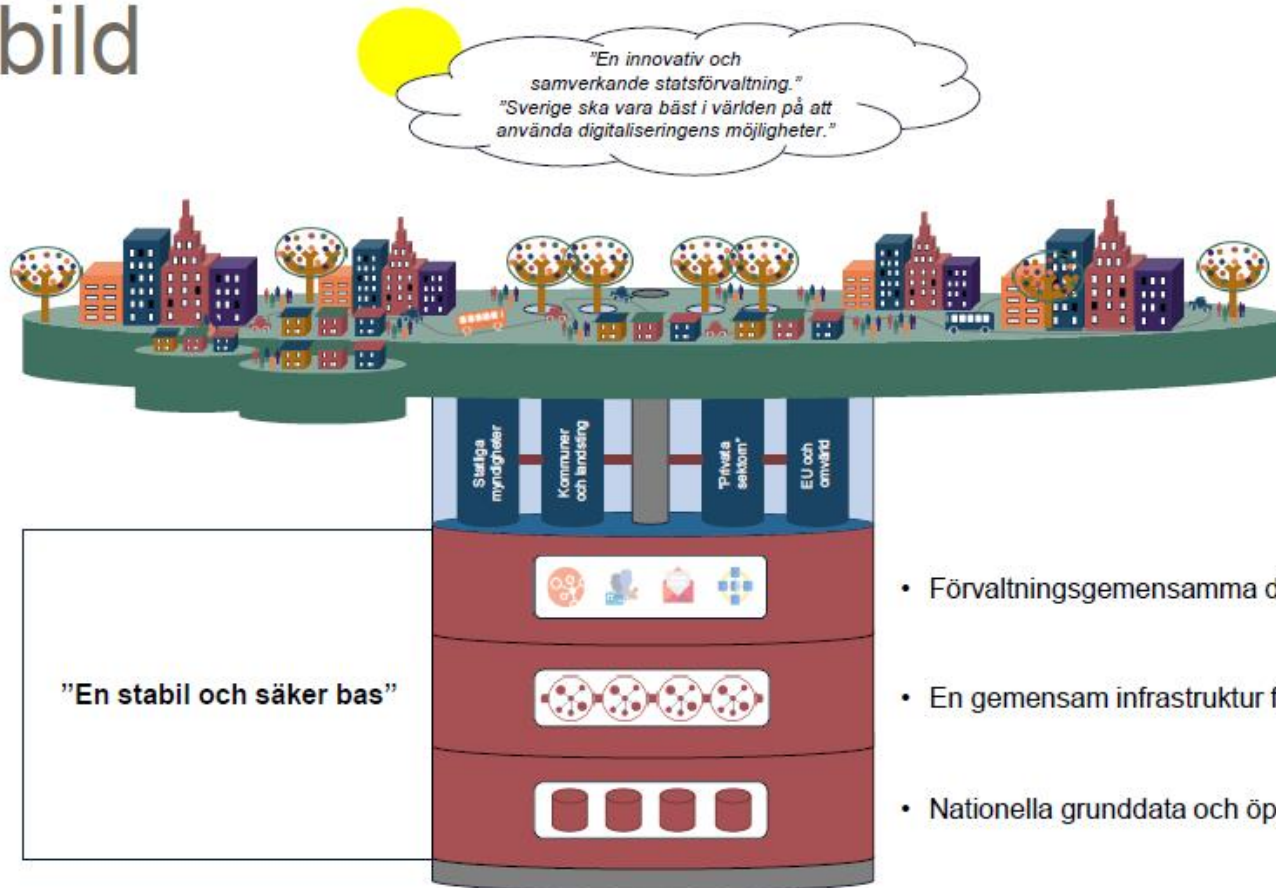 bild
"En innovativ och
samverkande statsförvaltning."
"Sverige ska vara bäst i världen på att
använda digitaliseringens möjligheter."
Statliga
myndigheter
Kommuner
och landsting
"Privata
sektorn"
EU och
omvärld
"En stabil och säker bas"
• Förvaltningsgemensamma d
• En gemensam infrastruktur f
• Nationella grunddata och öp